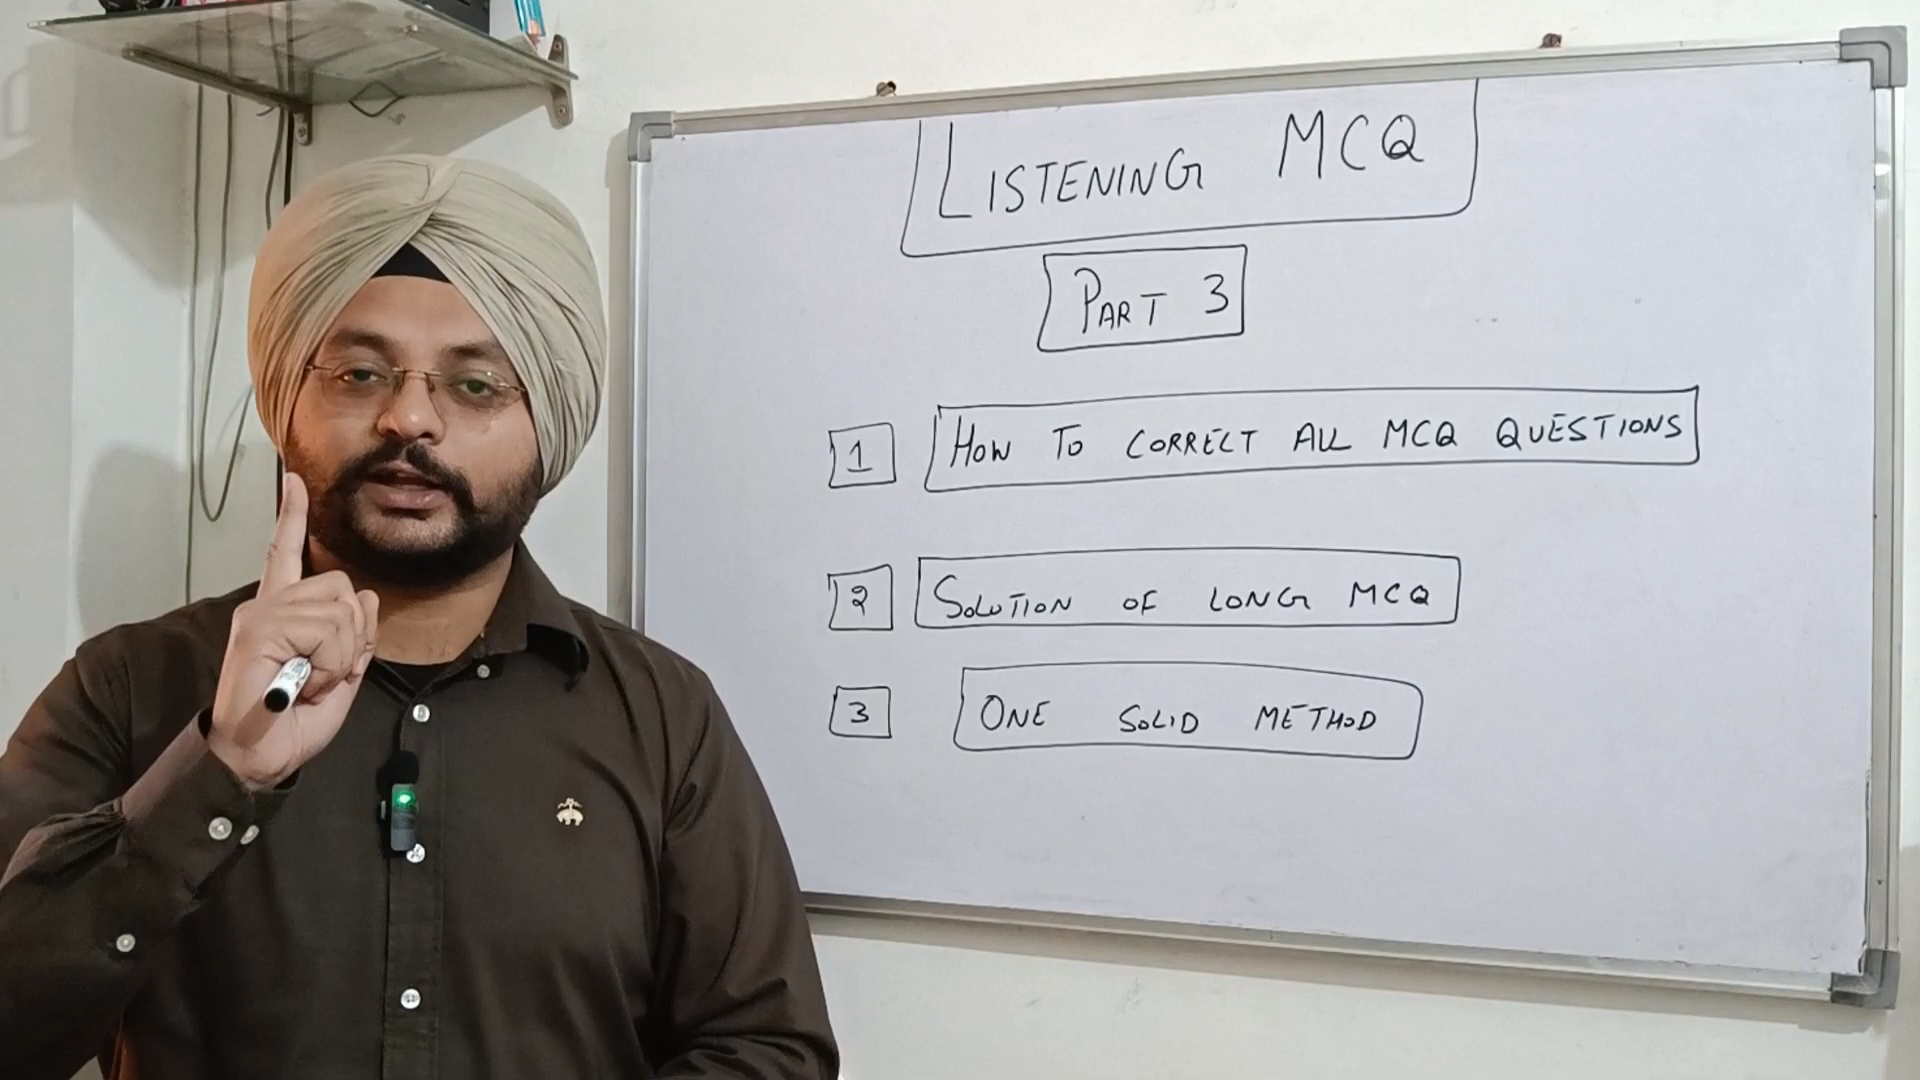 LISTENING MCQ
PART 3
1 HOW TO CORRECT ALL MCQ QUESTIONS
2 SOLUTION OF LONG MCQ
3 ONE SOLID METHOD